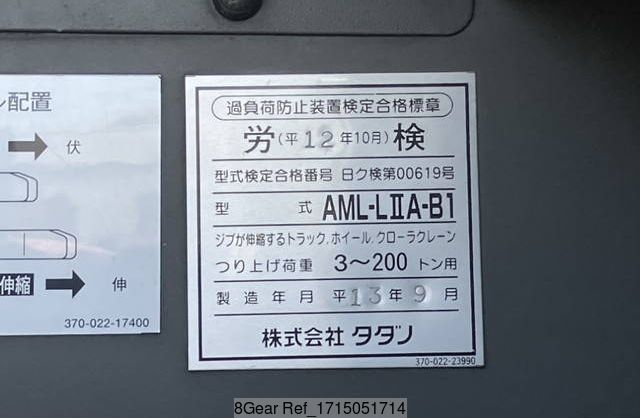 ン配置
伏
伸縮
伸
370-022-17400
過負荷防止装置検定合格標章
労(平12年10月)検
型式検定合格番号 日ク検第00619号
型式 AML-LⅡA-B1
ジブが伸縮するトラック、ホイール、クローラクレーン
つり上げ荷重 3〜200 トン用
製造年月 平13年9月
株式会社 タダノ
370-022-23990
8Gear Ref_1715051714